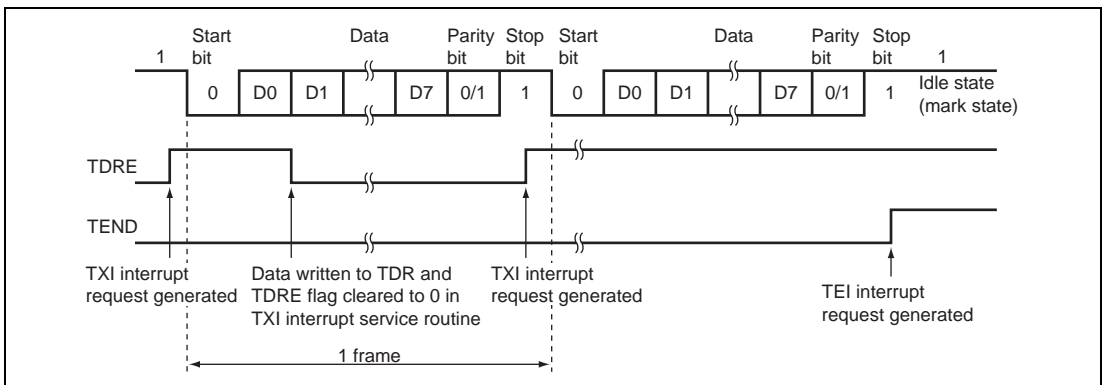 Start Data Parity Stop Start Data Parity Stop
1 bit bit bit bit bit bit 1
0 D0 D1 D7 0/1 1 0 D0 D1 D7 0/1 1 Idle state
(mark state)
TDRE
TEND
TXI interrupt
request generated
Data written to TDR and
TDRE flag cleared to 0 in
TXI interrupt service routine
TXI interrupt
request generated
TEI interrupt
request generated
1 frame